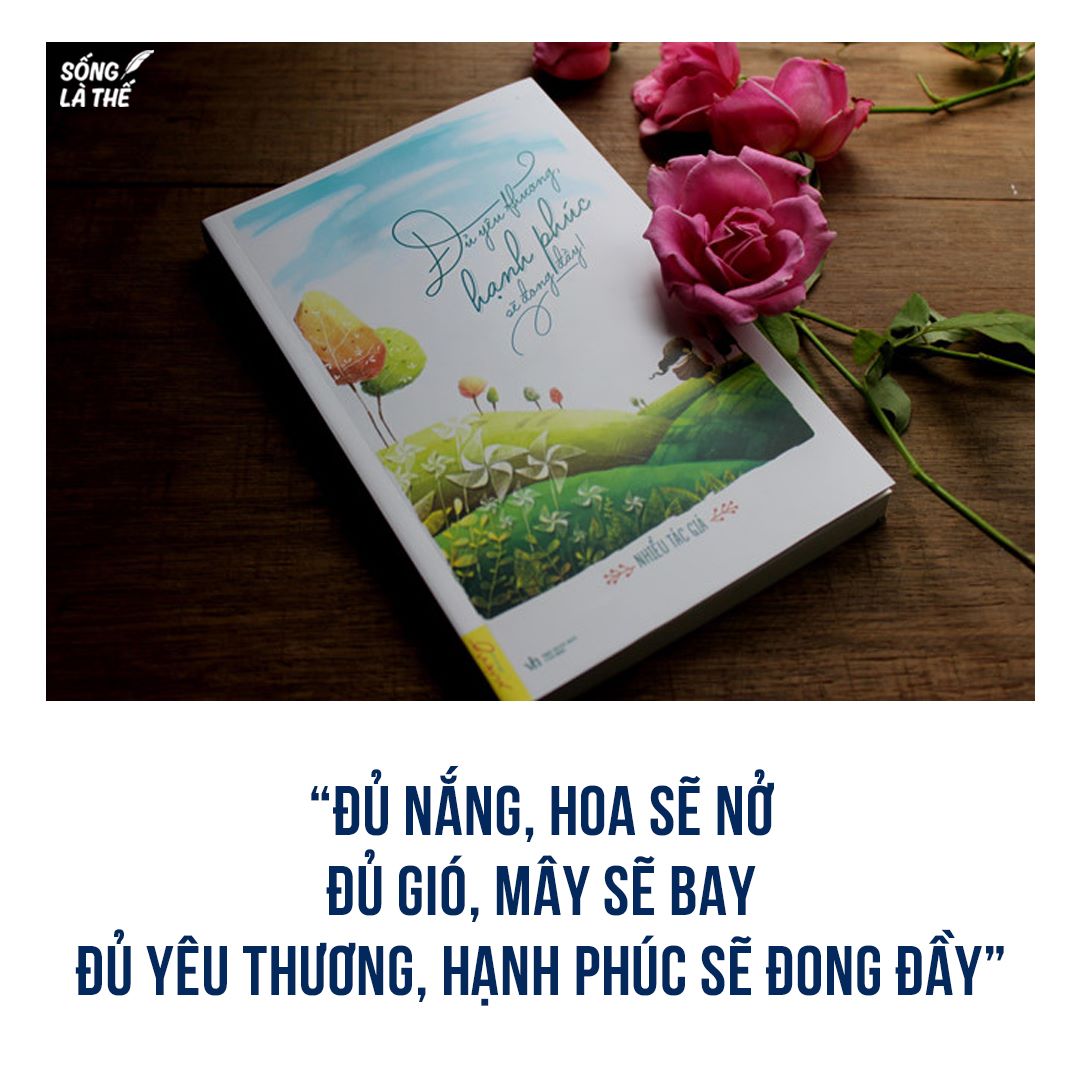 SỐNG
LÀ THẾ
Đủ yêu thương,
hạnh phúc
sẽ đong đầy!
NHIỀU TÁC GIẢ
“ĐỦ NẮNG, HOA SẼ NỞ
ĐỦ GIÓ, MÂY SẼ BAY
ĐỦ YÊU THƯƠNG, HẠNH PHÚC SẼ ĐONG ĐẦY”